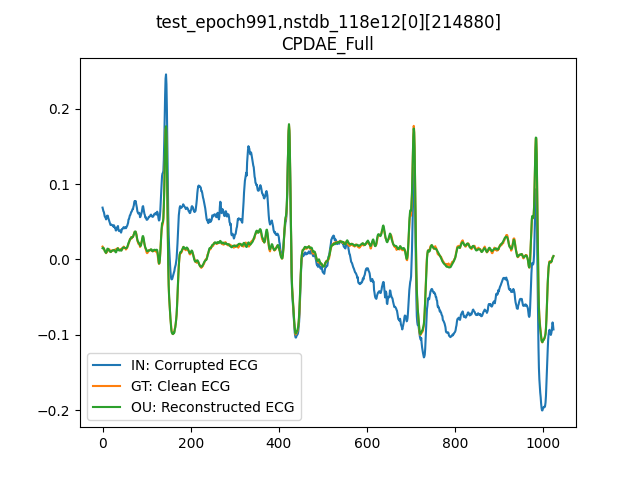 test_epoch991,nstdb_118e12[0][214880]
CPDAE_Full
0.2
0.1
0.0
−0.1
−0.2
IN: Corrupted ECG
GT: Clean ECG
OU: Reconstructed ECG
0 200 400 600 800 1000